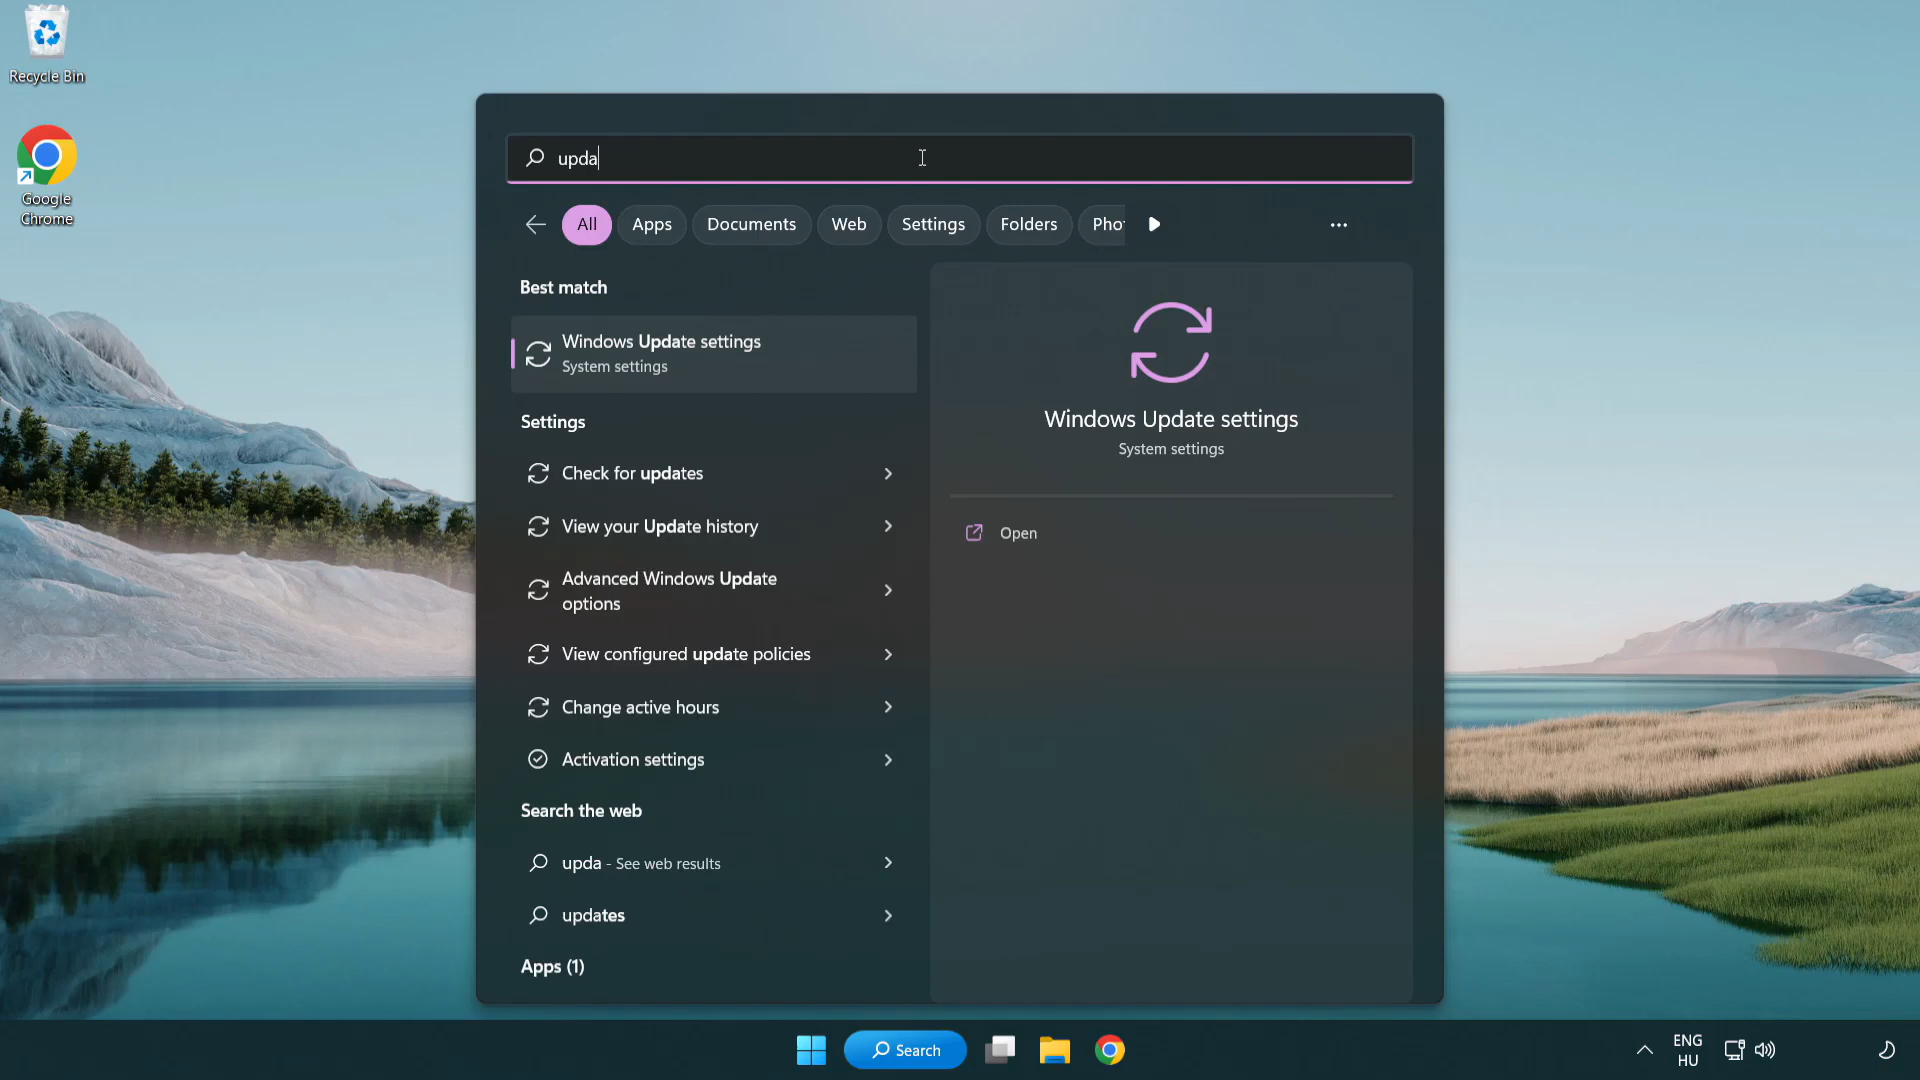 Recycle Bin
Google
Chrome
upda
All
Apps
Documents
Web
Settings
Folders
Pho
Best match
Windows Update settings
System settings
Settings
Check for updates
View your Update history
Advanced Windows Update
options
View configured update policies
Change active hours
Activation settings
Search the web
upda - See web results
updates
Apps (1)
Windows Update settings
System settings
Open
Search
ENG
HU